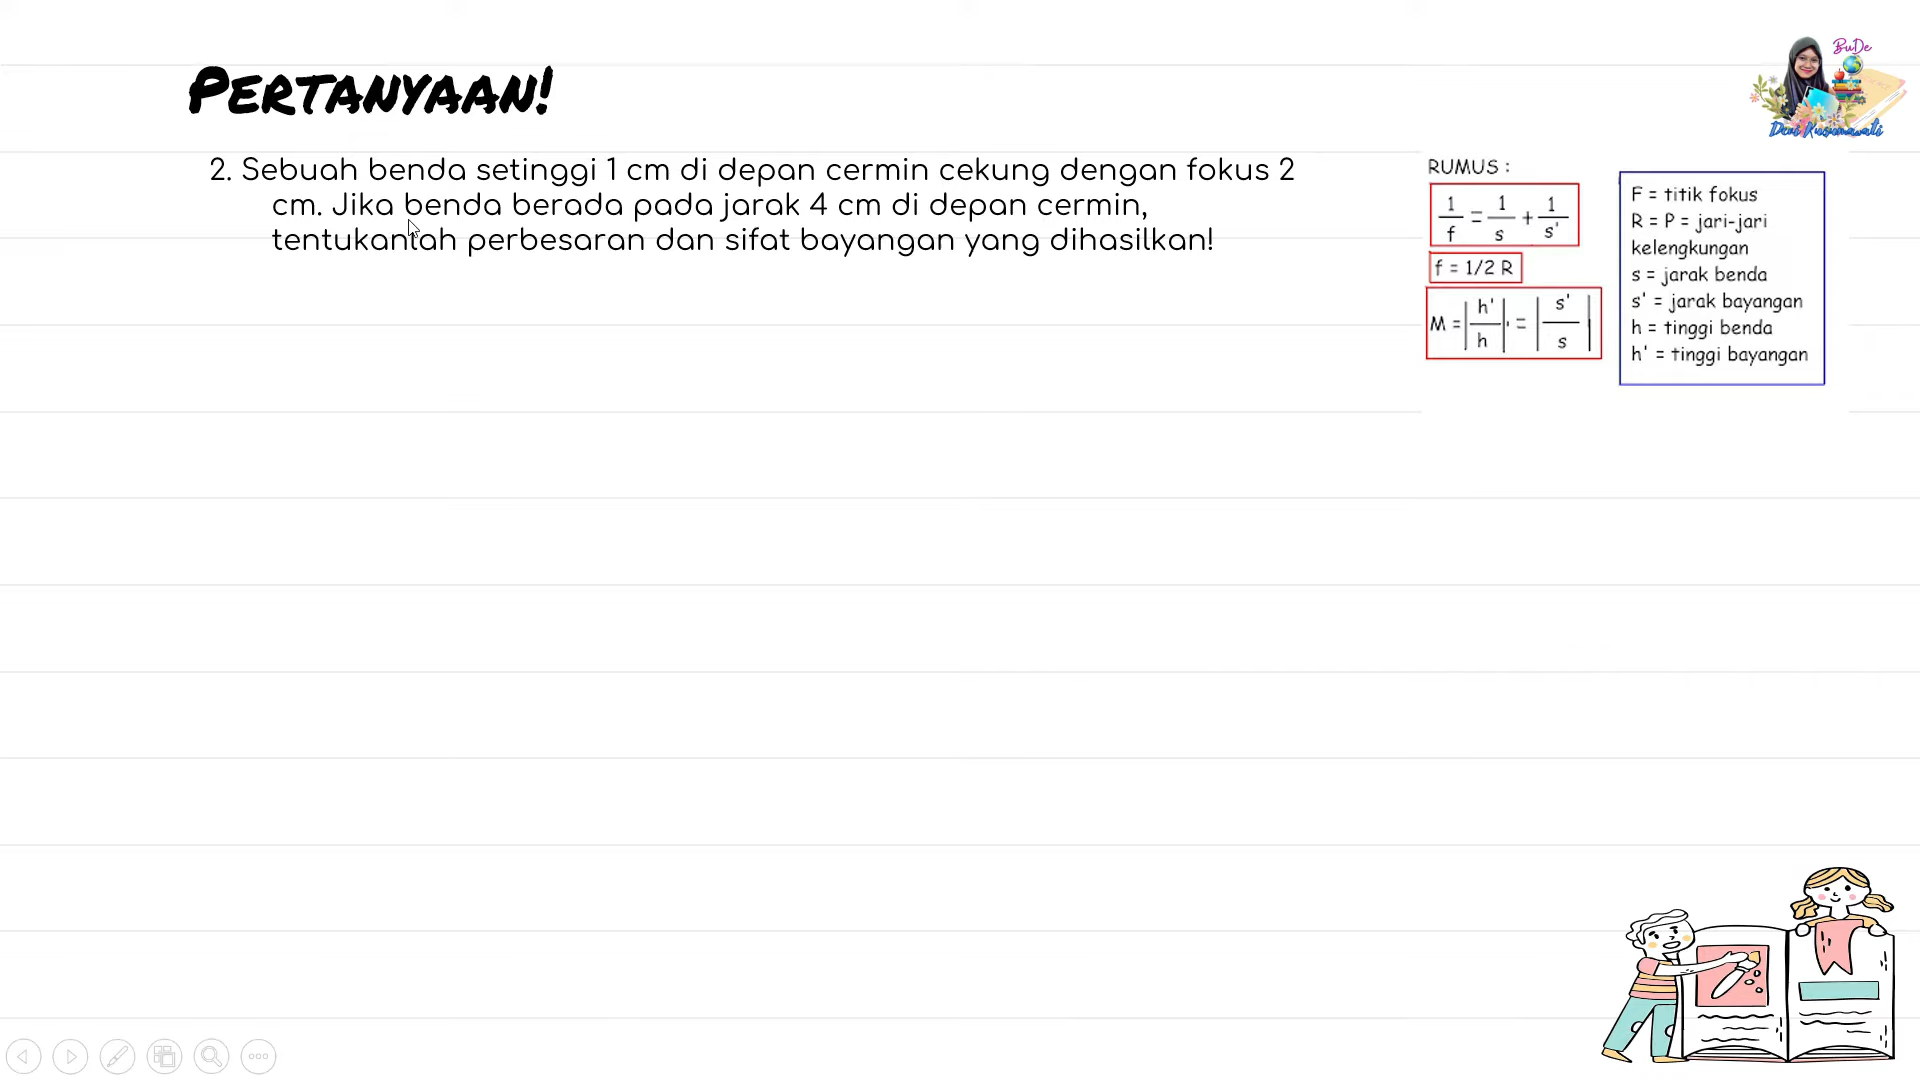 PERTANYAAN!
BuDe
Devi Kusumawati
2. Sebuah benda setinggi 1 cm di depan cermin cekung dengan fokus 2
cm. Jika benda berada pada jarak 4 cm di depan cermin,
tentukanlah perbesaran dan sifat bayangan yang dihasilkan!
RUMUS :
1/f = 1/s + 1/s'
f = 1/2 R
M = |h'/h| = |s'/s|
F = titik fokus
R = P = jari-jari
kelengkungan
s = jarak benda
s' = jarak bayangan
h = tinggi benda
h' = tinggi bayangan